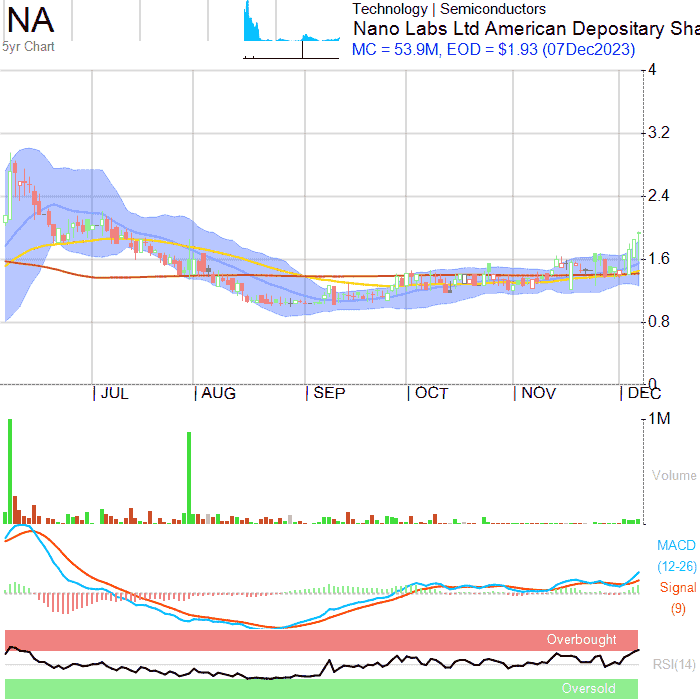 NA
5yr Chart
Technology | Semiconductors
Nano Labs Ltd American Depositary Sha
MC = 53.9M, EOD = $1.93 (07Dec2023)
4
3.2
2.4
1.6
0.8
0
JUL AUG SEP OCT NOV DEC
1M
Volume
MACD
(12-26)
Signal
(9)
Overbought
RSI(14)
Oversold